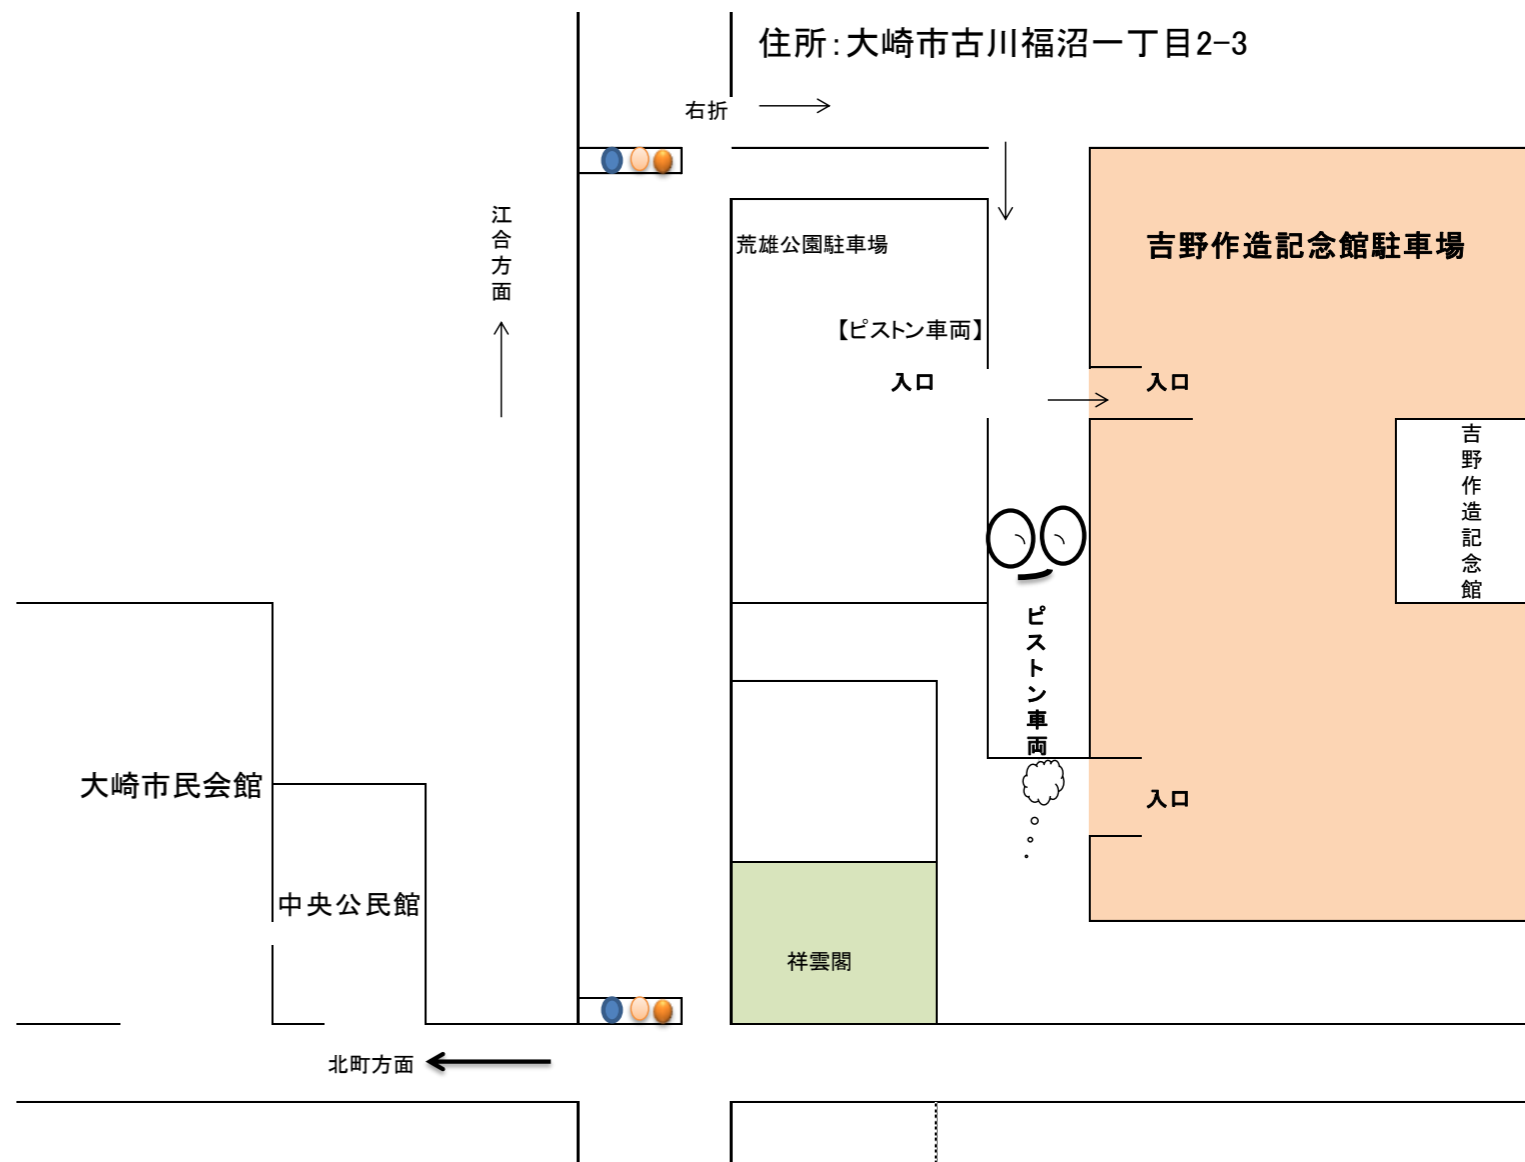 住所:大崎市古川福沼一丁目2-3
右折
江合方面
荒雄公園駐車場
吉野作造記念館駐車場
【ピストン車両】
入口
入口
吉野作造記念館
ピストン車両
大崎市民会館
入口
中央公民館
祥雲閣
北町方面